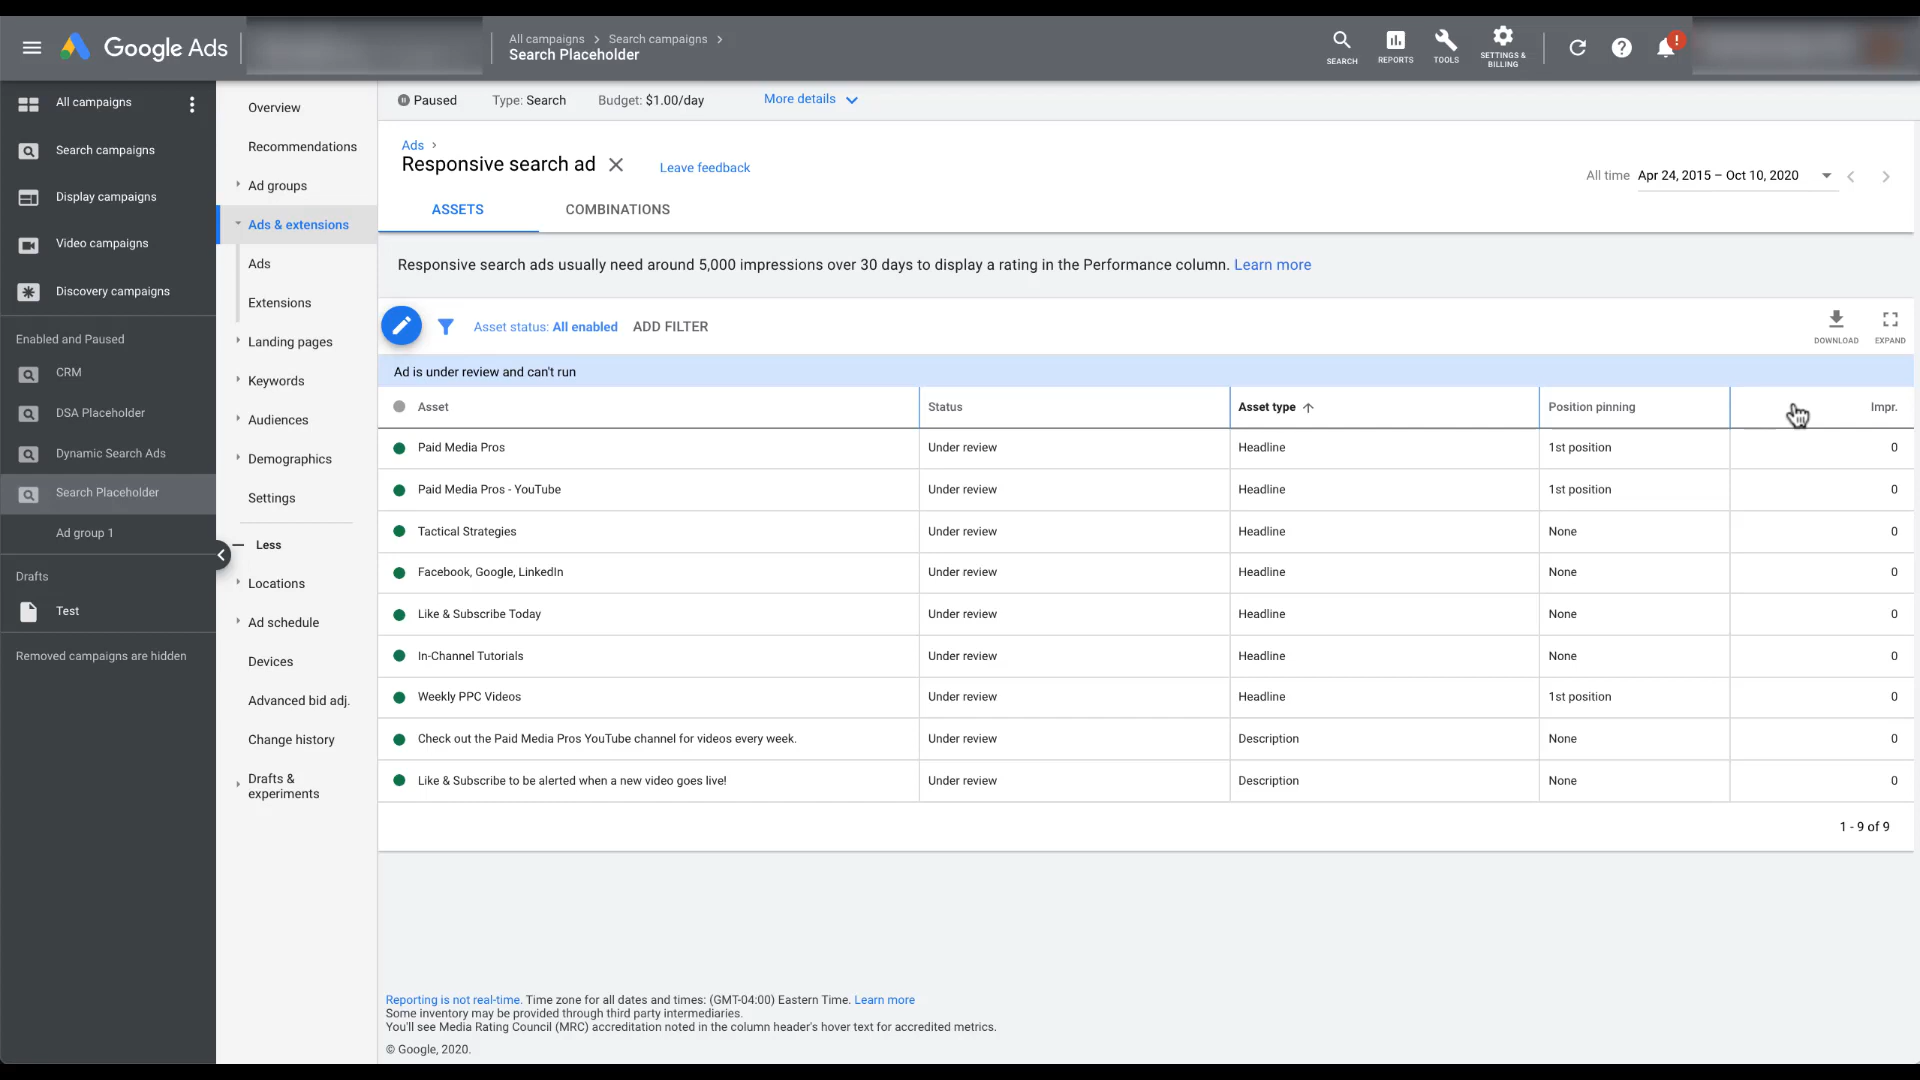 Google Ads
All campaigns > Search campaigns >
Search Placeholder
SEARCH
REPORTS
TOOLS
SETTINGS &
BILLING
!
All campaigns
Search campaigns
Display campaigns
Video campaigns
Discovery campaigns
Enabled and Paused
CRM
DSA Placeholder
Dynamic Search Ads
Search Placeholder
Ad group 1
Drafts
Test
Removed campaigns are hidden
Overview
Recommendations
Ad groups
Ads & extensions
Ads
Extensions
Landing pages
Keywords
Audiences
Demographics
Settings
Less
Locations
Ad schedule
Devices
Advanced bid adj.
Change history
Drafts &
experiments
Paused Type: Search Budget: $1.00/day More details
Ads >
Responsive search ad Leave feedback
All time Apr 24, 2015 – Oct 10, 2020
ASSETS COMBINATIONS
Responsive search ads usually need around 5,000 impressions over 30 days to display a rating in the Performance column. Learn more
Asset status: All enabled ADD FILTER
DOWNLOAD
EXPAND
Ad is under review and can't run
Asset Status Asset type Position pinning Impr.
Paid Media Pros Under review Headline 1st position 0
Paid Media Pros - YouTube Under review Headline 1st position 0
Tactical Strategies Under review Headline None 0
Facebook, Google, LinkedIn Under review Headline None 0
Like & Subscribe Today Under review Headline None 0
In-Channel Tutorials Under review Headline None 0
Weekly PPC Videos Under review Headline 1st position 0
Check out the Paid Media Pros YouTube channel for videos every week. Under review Description None 0
Like & Subscribe to be alerted when a new video goes live! Under review Description None 0
1 - 9 of 9
Reporting is not real-time. Time zone for all dates and times: (GMT-04:00) Eastern Time. Learn more
Some inventory may be provided through third party intermediaries.
You'll see Media Rating Council (MRC) accreditation noted in the column header's hover text for accredited metrics.
© Google, 2020.